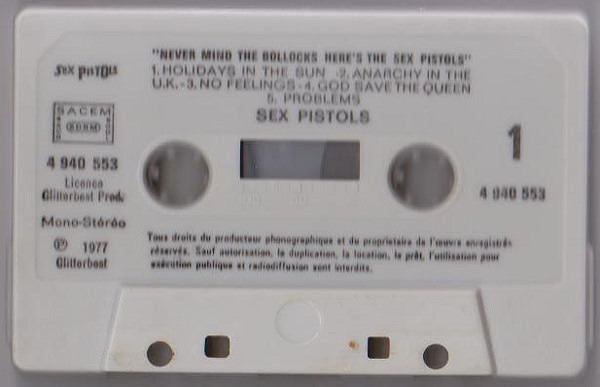 "NEVER MIND THE BOLLOCKS HERE'S THE SEX PISTOLS"
1. HOLIDAYS IN THE SUN -2. ANARCHY IN THE
U.K.-3. NO FEELINGS-4. GOD SAVE THE QUEEN
5. PROBLEMS
SEX PISTOLS
SEX PISTOLS
SACEM
4 940 553
Licence
Glitterbest Prod.
Mono-Stéréo
℗ 1977
Glitterbest
1
4 940 553
Tous droits du producteur phonographique et du propriétaire de l'œuvre enregistrés
réservés. Sauf autorisation, la duplication, la location, le prêt, l'utilisation pour
exécution publique et radiodiffusion sont interdits.